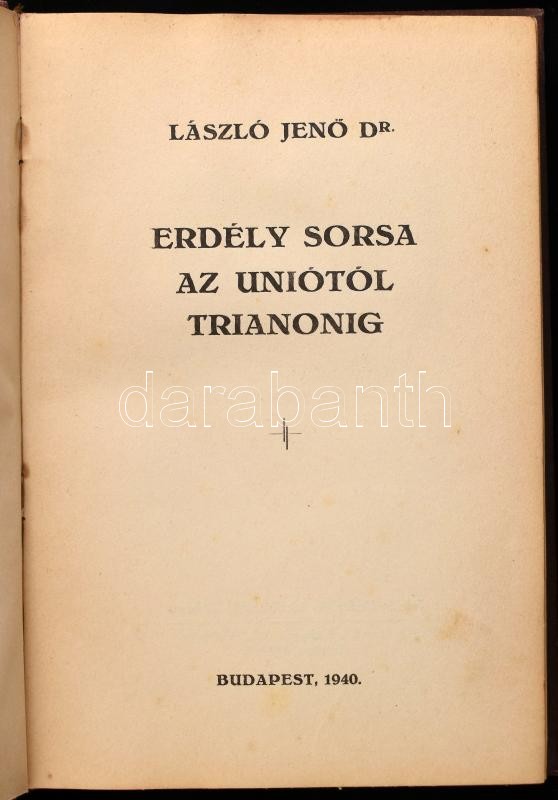 LÁSZLÓ JENŐ DR.
ERDÉLY SORSA
AZ UNIÓTÓL
TRIANONIG
darabanth
BUDAPEST, 1940.